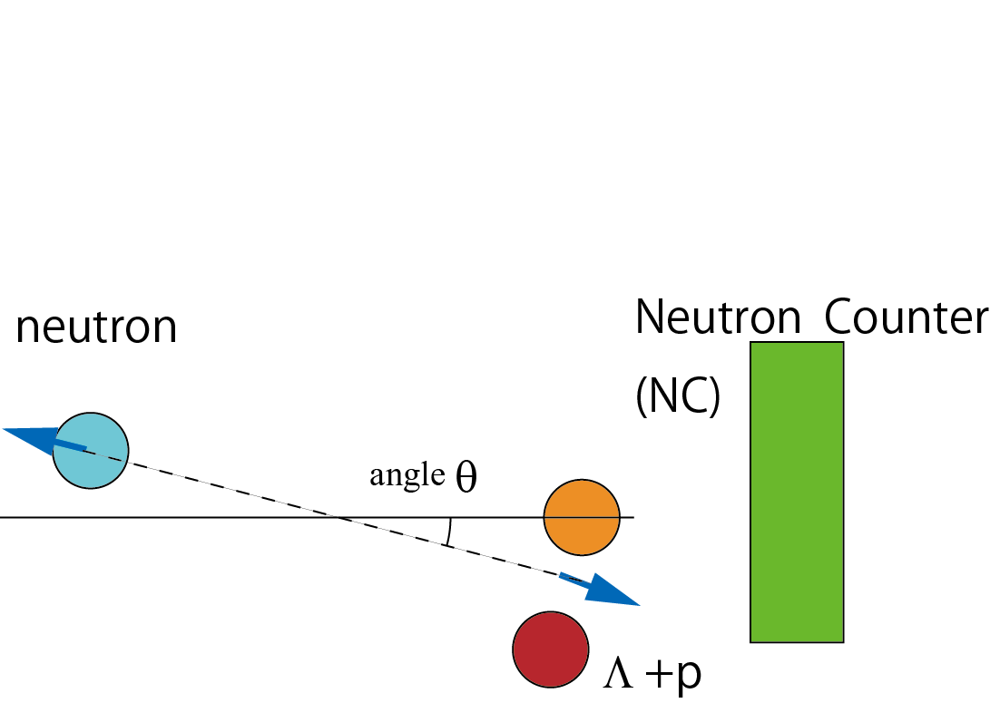 neutron
Neutron Counter
(NC)
angle θ
Λ +p